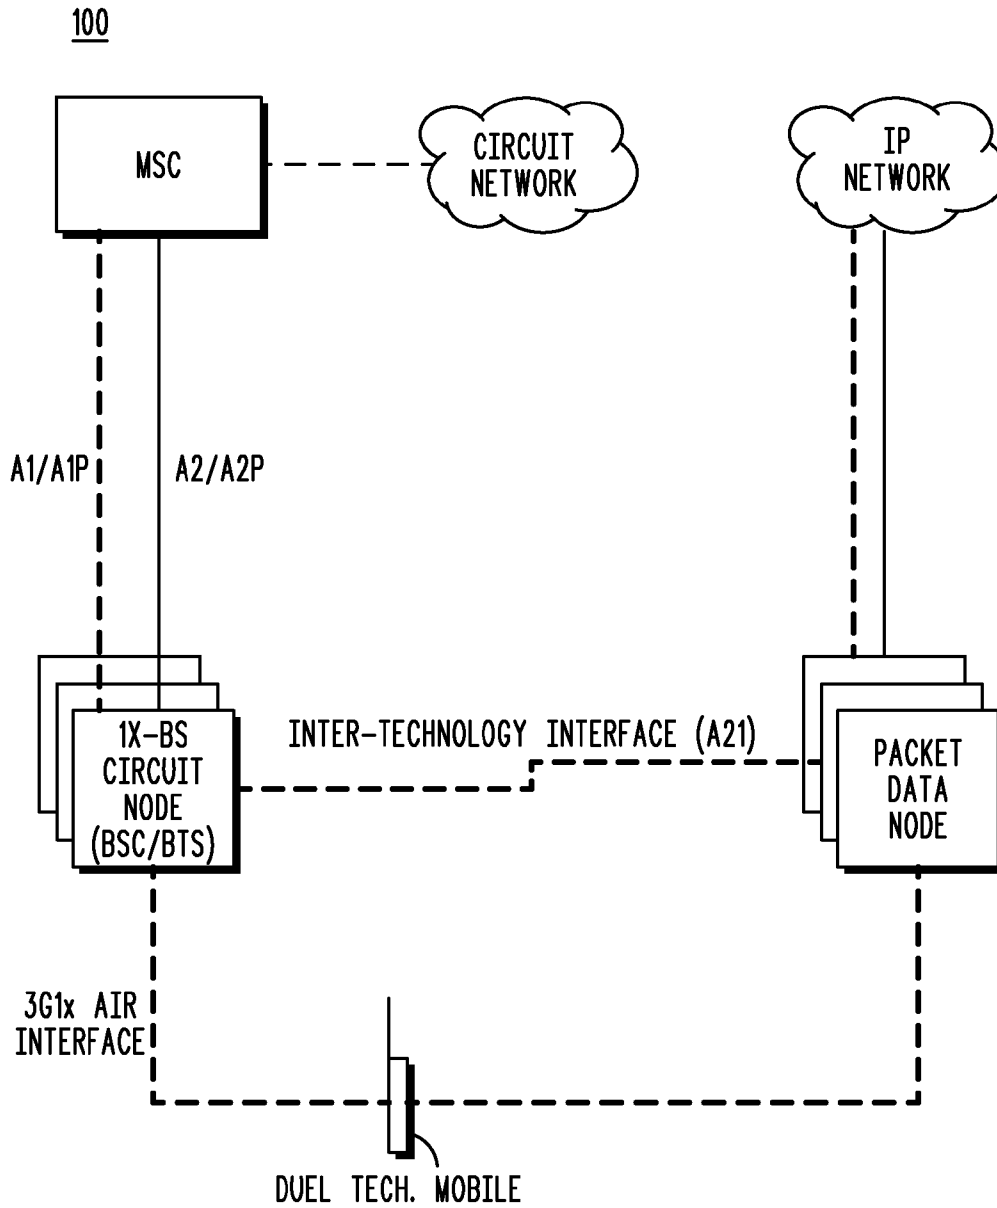 100
MSC
CIRCUIT
NETWORK
IP
NETWORK
A1/A1P
A2/A2P
1X-BS
CIRCUIT
NODE
(BSC/BTS)
INTER-TECHNOLOGY INTERFACE (A21)
PACKET
DATA
NODE
3G1x AIR
INTERFACE
DUEL TECH. MOBILE